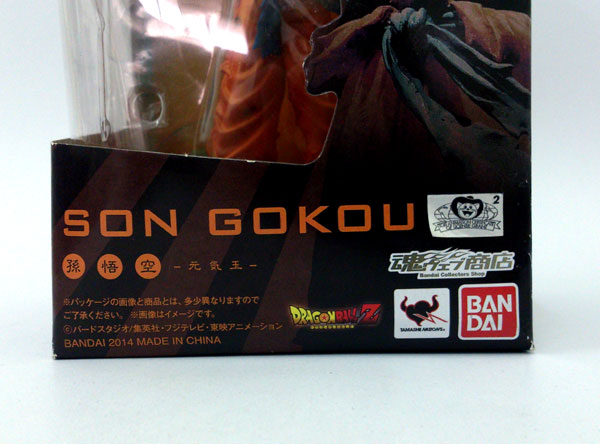 SON GOKOU
2
孫 悟 空 -元気玉-
魂ウェブ商店
Bandai Collectors Shop
※パッケージの画像と商品とは、多少異なりますので
ご了承ください。※画像はイメージです。
©バードスタジオ/集英社・フジテレビ・東映アニメーション
BANDAI 2014 MADE IN CHINA
DRAGONBALL Z
TAMASHII NATIONS
BAN
DAI